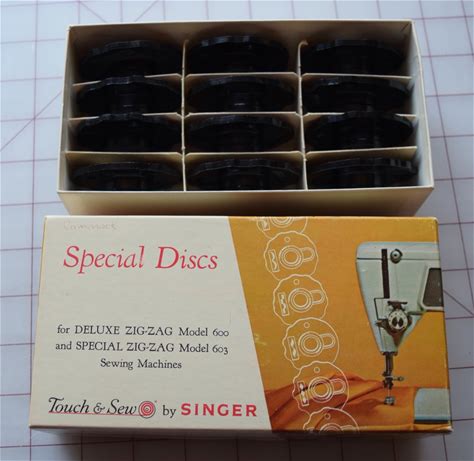 Special Discs
for DELUXE ZIG-ZAG Model 600
and SPECIAL ZIG-ZAG Model 603
Sewing Machines
Touch & Sew by SINGER